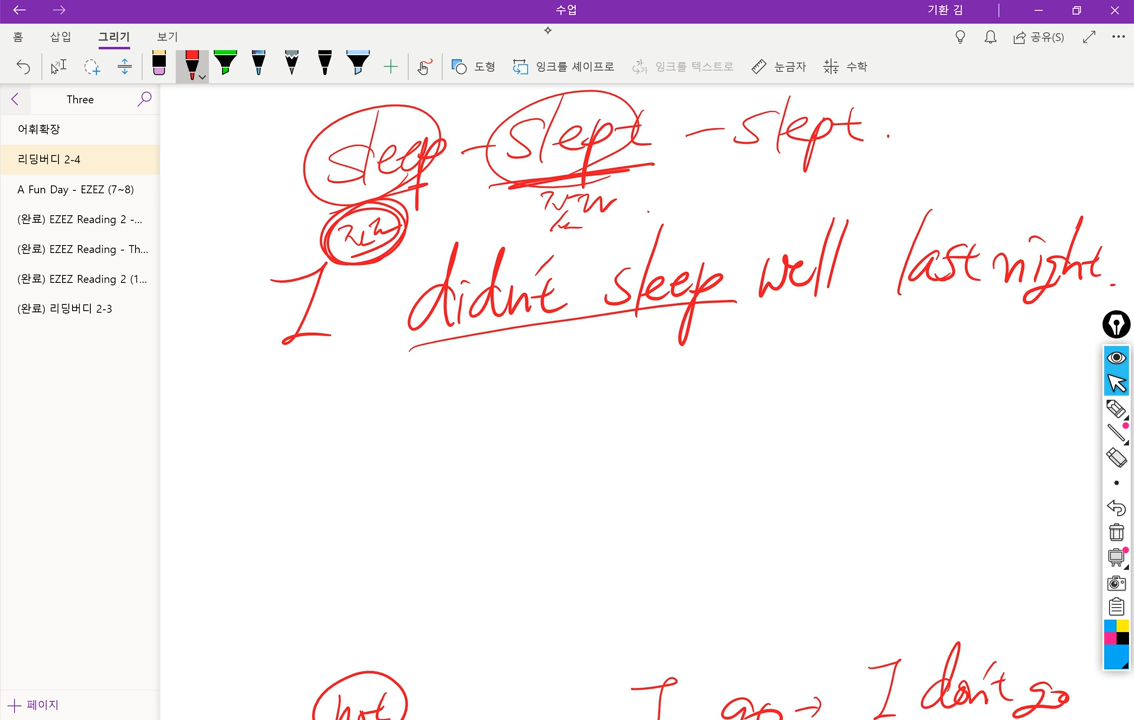 수업
기환 김
홈 삽입 그리기 보기
공유(S)
도형 잉크를 셰이프로 잉크를 텍스트로 눈금자 수학
Three
어휘확장
리딩버디 2-4
A Fun Day - EZEZ (7~8)
(완료) EZEZ Reading 2 -...
(완료) EZEZ Reading - Th...
(완료) EZEZ Reading 2 (1...
(완료) 리딩버디 2-3
페이지
sleep - slept - slept.
I didn't sleep well last night.
not I go → I don't go